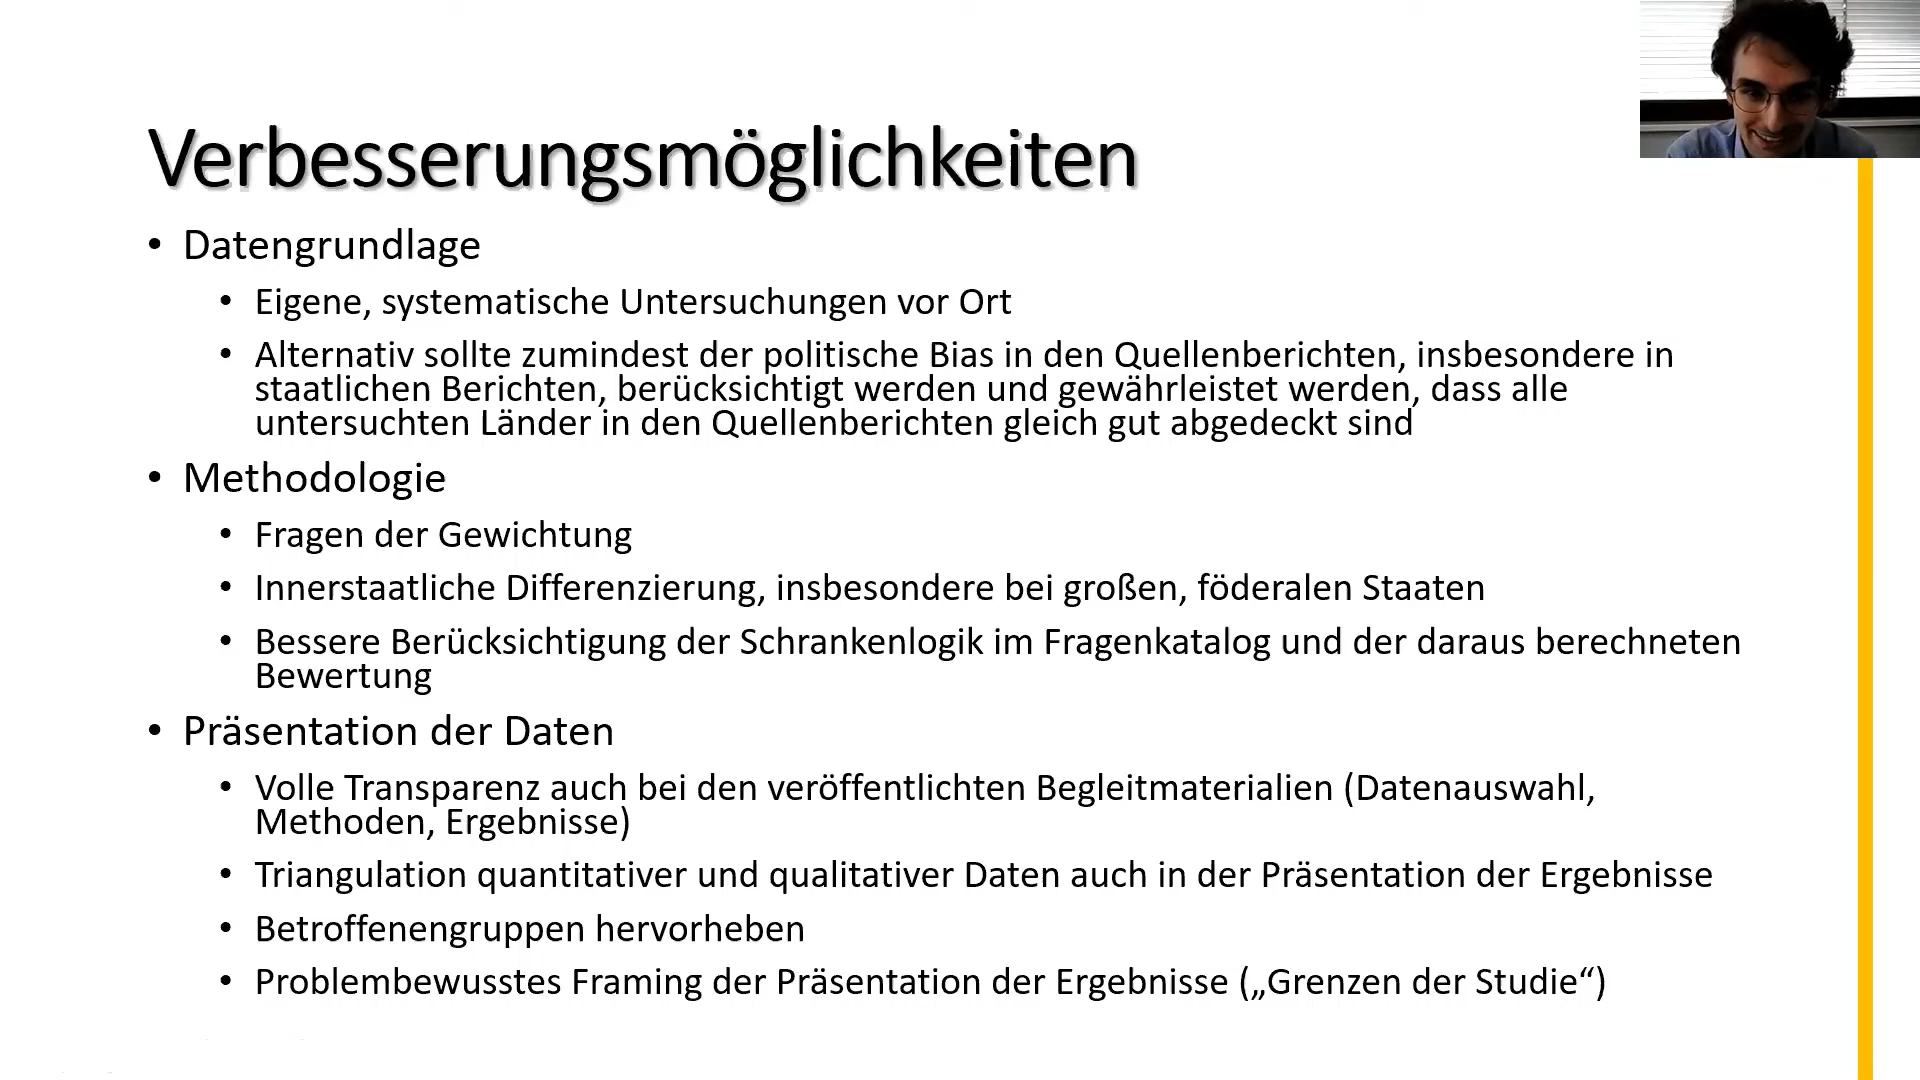 Verbesserungsmöglichkeiten
• Datengrundlage
• Eigene, systematische Untersuchungen vor Ort
• Alternativ sollte zumindest der politische Bias in den Quellenberichten, insbesondere in
staatlichen Berichten, berücksichtigt werden und gewährleistet werden, dass alle
untersuchten Länder in den Quellenberichten gleich gut abgedeckt sind
• Methodologie
• Fragen der Gewichtung
• Innerstaatliche Differenzierung, insbesondere bei großen, föderalen Staaten
• Bessere Berücksichtigung der Schrankenlogik im Fragenkatalog und der daraus berechneten
Bewertung
• Präsentation der Daten
• Volle Transparenz auch bei den veröffentlichten Begleitmaterialien (Datenauswahl,
Methoden, Ergebnisse)
• Triangulation quantitativer und qualitativer Daten auch in der Präsentation der Ergebnisse
• Betroffenengruppen hervorheben
• Problembewusstes Framing der Präsentation der Ergebnisse („Grenzen der Studie“)